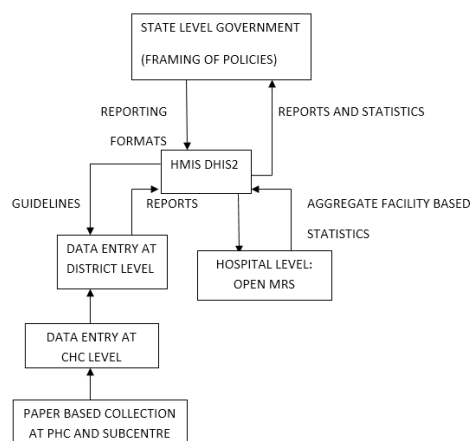 STATE LEVEL GOVERNMENT
(FRAMING OF POLICIES)
REPORTING
FORMATS
REPORTS AND STATISTICS
HMIS DHIS2
GUIDELINES
REPORTS
AGGREGATE FACILITY BASED
STATISTICS
DATA ENTRY AT
DISTRICT LEVEL
HOSPITAL LEVEL:
OPEN MRS
DATA ENTRY AT
CHC LEVEL
PAPER BASED COLLECTION
AT PHC AND SUBCENTRE